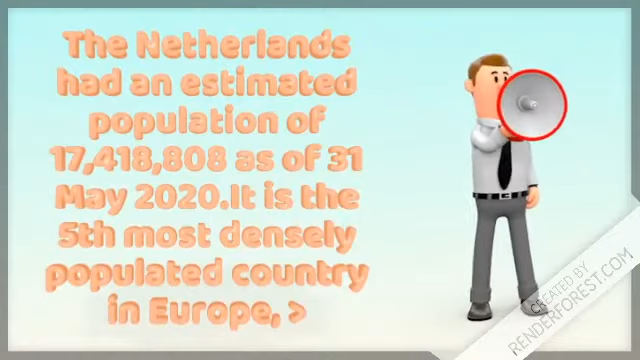 The Netherlands
had an estimated
population of
17,418,808 as of 31
May 2020.It is the
5th most densely
populated country
in Europe, >
CREATED BY
RENDERFOREST.COM